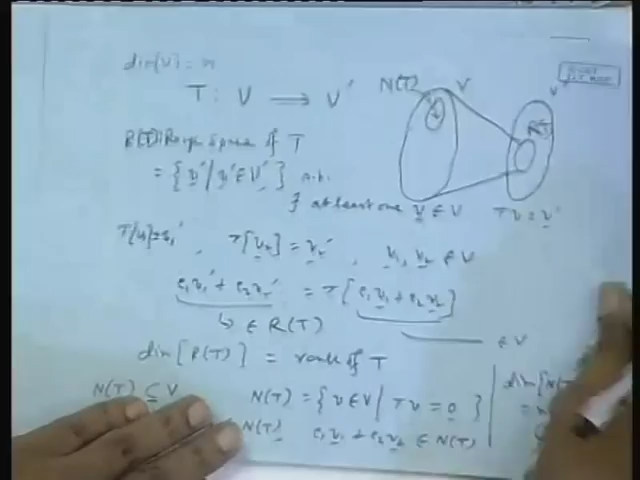 dim(V) = n
T : V ⟹ V'
N(T) V V'
R(T)
R(T): Range Space of T
= { v' / v' ∈ V' } s.t.
∃ at least one v ∈ V Tv = v'
T[v₁] = v₁' , T[v₂] = v₂' , v₁, v₂ ∈ V
c₁v₁' + c₂v₂' = T[c₁v₁ + c₂v₂]
↳ ∈ R(T) ∈ V
dim[R(T)] = rank of T
N(T) ⊆ V N(T) = { v ∈ V | Tv = 0 } dim[N(T)
N(T) c₁v₁ + c₂v₂ ∈ N(T)